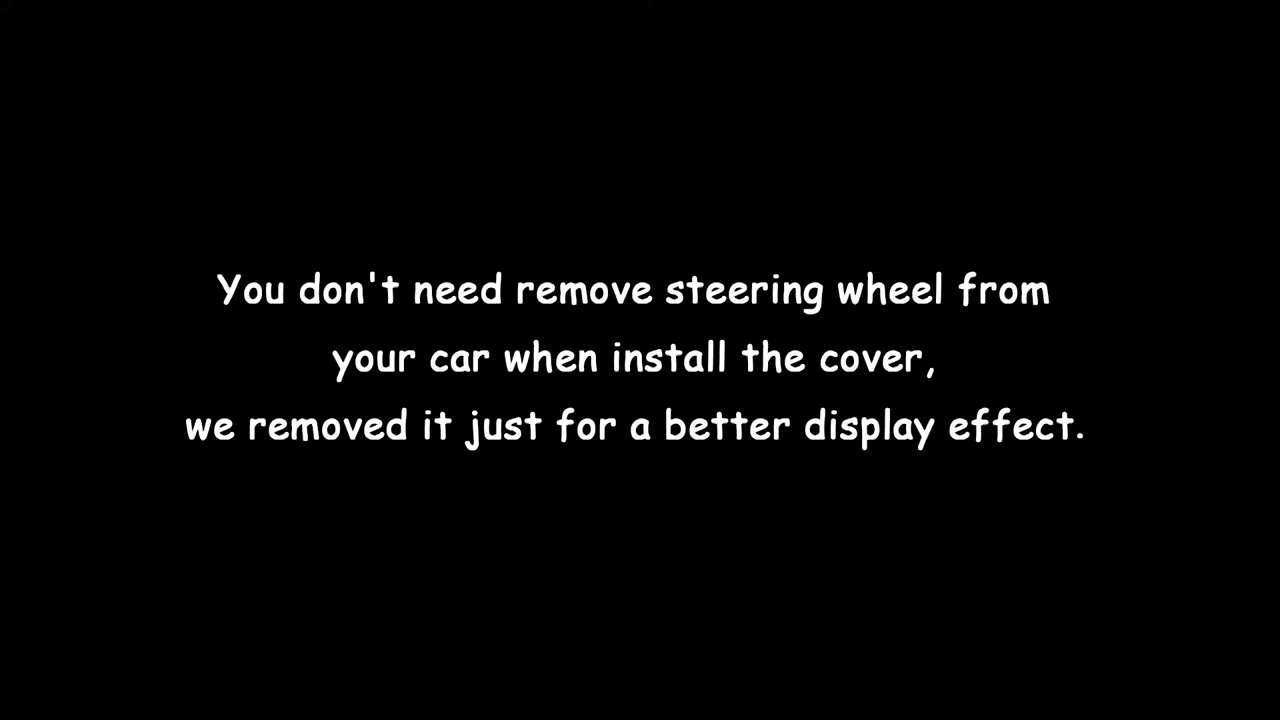 You don't need remove steering wheel from
your car when install the cover,
we removed it just for a better display effect.